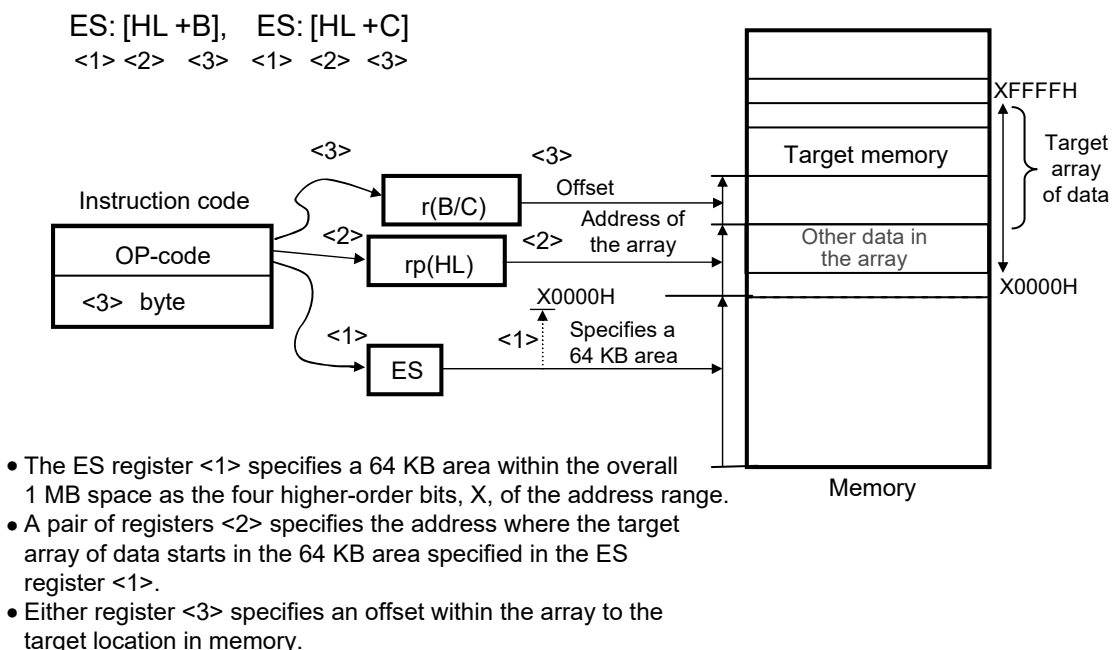 ES: [HL +B], ES: [HL +C]
<1> <2> <3> <1> <2> <3>
XFFFFH
Target
array
of data
Target memory
<3>
<3>
Instruction code
r(B/C)
Offset
OP-code
<2>
rp(HL)
<2>
Address of
the array
Other data in
the array
<3> byte
X0000H
X0000H
<1>
ES
<1>
Specifies a
64 KB area
Memory
• The ES register <1> specifies a 64 KB area within the overall
1 MB space as the four higher-order bits, X, of the address range.
• A pair of registers <2> specifies the address where the target
array of data starts in the 64 KB area specified in the ES
register <1>.
• Either register <3> specifies an offset within the array to the
target location in memory.